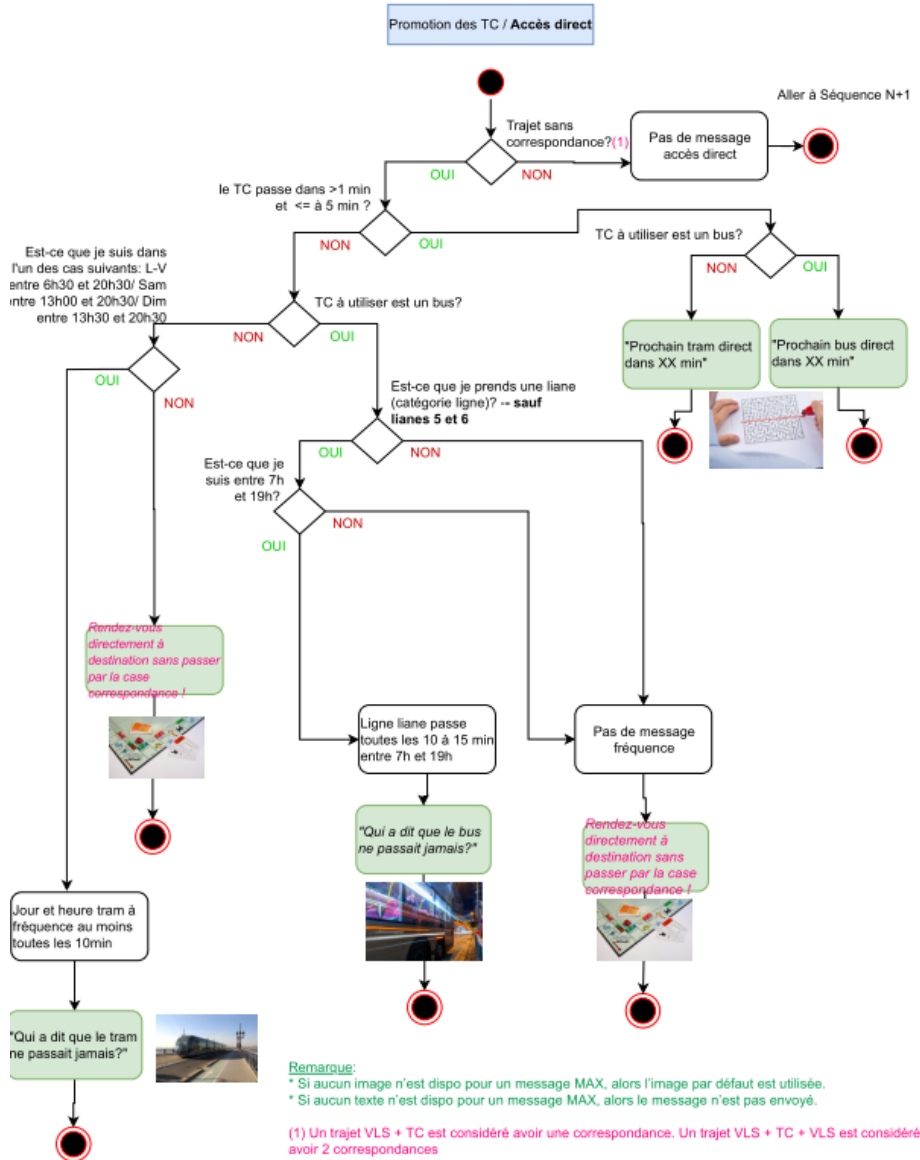 Promotion des TC / Accès direct
Aller à Séquence N+1
Trajet sans
correspondance?(1)
Pas de message
accès direct
OUI
NON
le TC passe dans >1 min
et <= à 5 min ?
NON
OUI
TC à utiliser est un bus?
NON
OUI
Est-ce que je suis dans
l'un des cas suivants: L-V
entre 6h30 et 20h30/ Sam
entre 13h00 et 20h30/ Dim
entre 13h30 et 20h30
TC à utiliser est un bus?
NON
OUI
"Prochain tram direct
dans XX min"
"Prochain bus direct
dans XX min"
OUI
NON
Est-ce que je prends une liane
(catégorie ligne)? -- sauf
lianes 5 et 6
OUI
NON
Est-ce que je
suis entre 7h
et 19h?
NON
OUI
Rendez-vous
directement à
destination sans passer
par la case
correspondance !
Ligne liane passe
toutes les 10 à 15 min
entre 7h et 19h
Pas de message
fréquence
"Qui a dit que le bus
ne passait jamais?"
Rendez-vous
directement à
destination sans
passer par la case
correspondance !
Jour et heure tram à
fréquence au moins
toutes les 10min
"Qui a dit que le tram
ne passait jamais?"
Remarque:
* Si aucun image n'est dispo pour un message MAX, alors l'image par défaut est utilisée.
* Si aucun texte n'est dispo pour un message MAX, alors le message n'est pas envoyé.
(1) Un trajet VLS + TC est considéré avoir une correspondance. Un trajet VLS + TC + VLS est considéré
avoir 2 correspondances